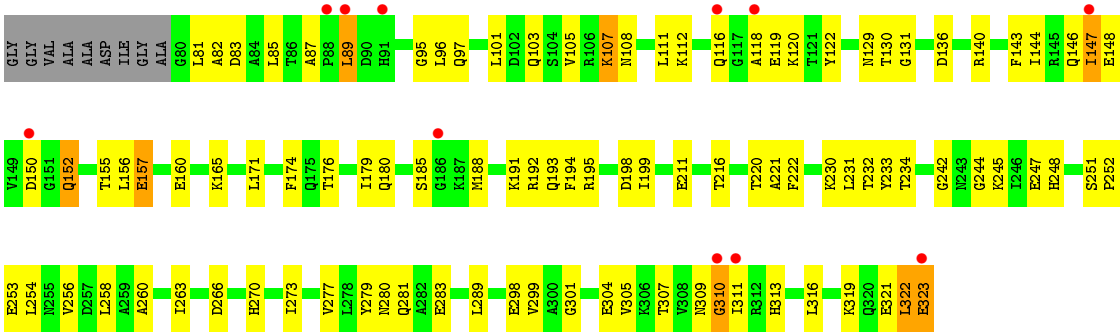 GLY GLY VAL ALA ALA ASP ILE GLY ALA G80 L81 A82 D83 A84 L85 T86 A87 P88 L89 D90 H91 G95 L96 Q97 L101 D102 Q103 S104 V105 R106 K107 N108 L111 K112 Q116 G117 A118 E119 K120 T121 Y122 N129 T130 G131 D136 R140 F143 I144 R145 Q146 I147 E148
V149 D150 G151 Q152 T155 L156 E157 E160 K165 L171 F174 Q175 T176 I179 Q180 S185 G186 K187 M188 K191 R192 Q193 F194 R195 D198 I199 E211 T216 T220 A221 F222 K230 L231 T232 Y233 T234 G242 N243 G244 K245 I246 E247 H248 S251 P252
E253 L254 N255 V256 D257 L258 A259 A260 I263 D266 H270 I273 V277 L278 Y279 N280 Q281 A282 E283 L289 E298 V299 A300 G301 E304 V305 K306 T307 V308 N309 G310 I311 R312 H313 L316 K319 Q320 E321 L322 E323